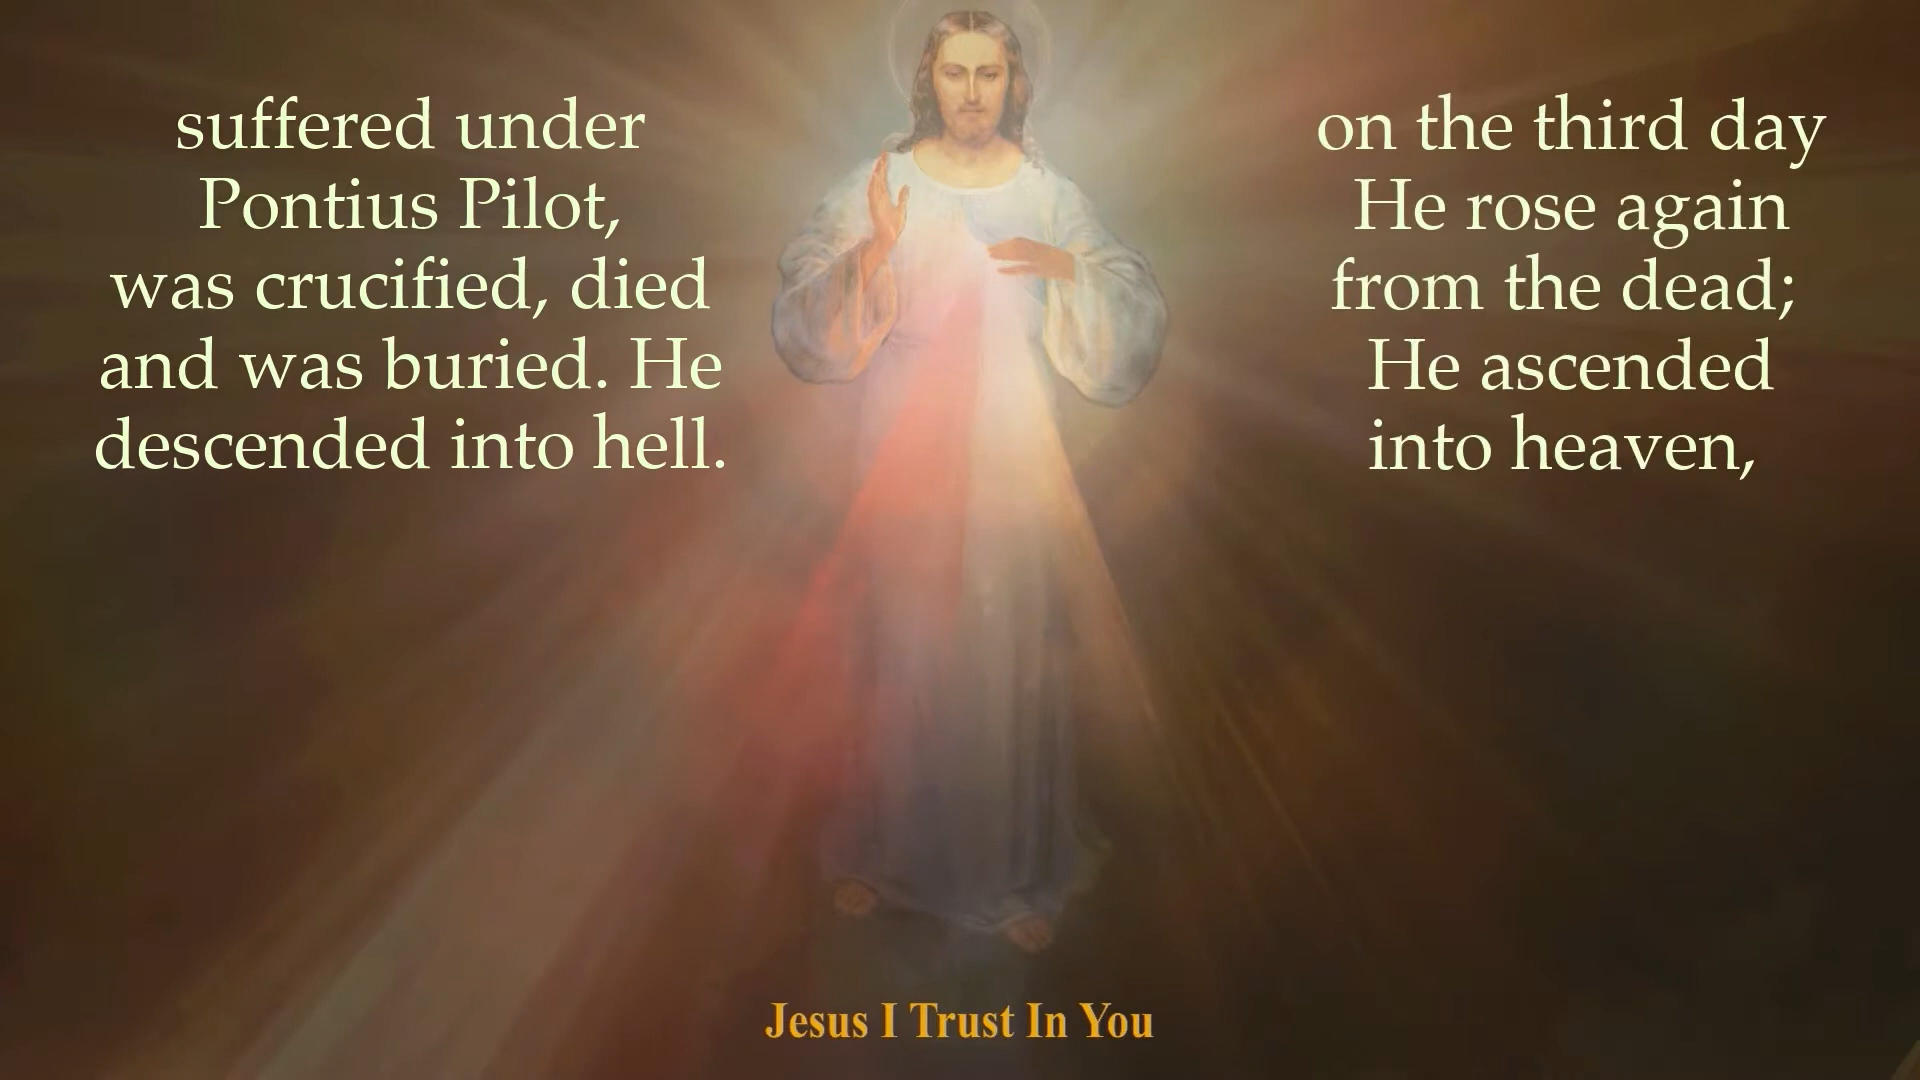 suffered under
Pontius Pilot,
was crucified, died
and was buried. He
descended into hell.
on the third day
He rose again
from the dead;
He ascended
into heaven,
Jesus I Trust In You